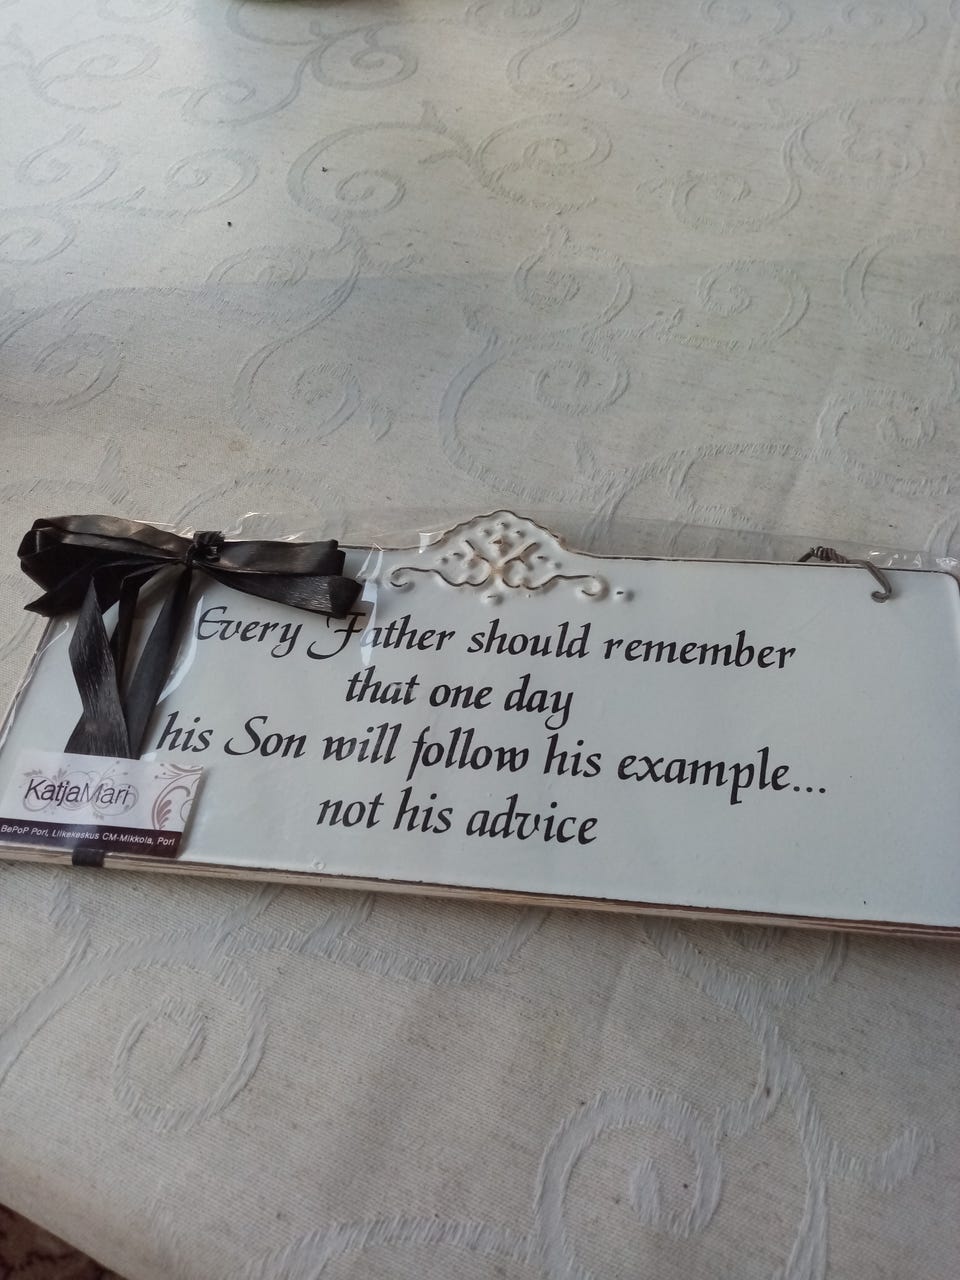 Every Father should remember
that one day
his Son will follow his example...
not his advice
KatjaMari
BePoP Pori, Liikekeskus CM-Mikkola, Pori